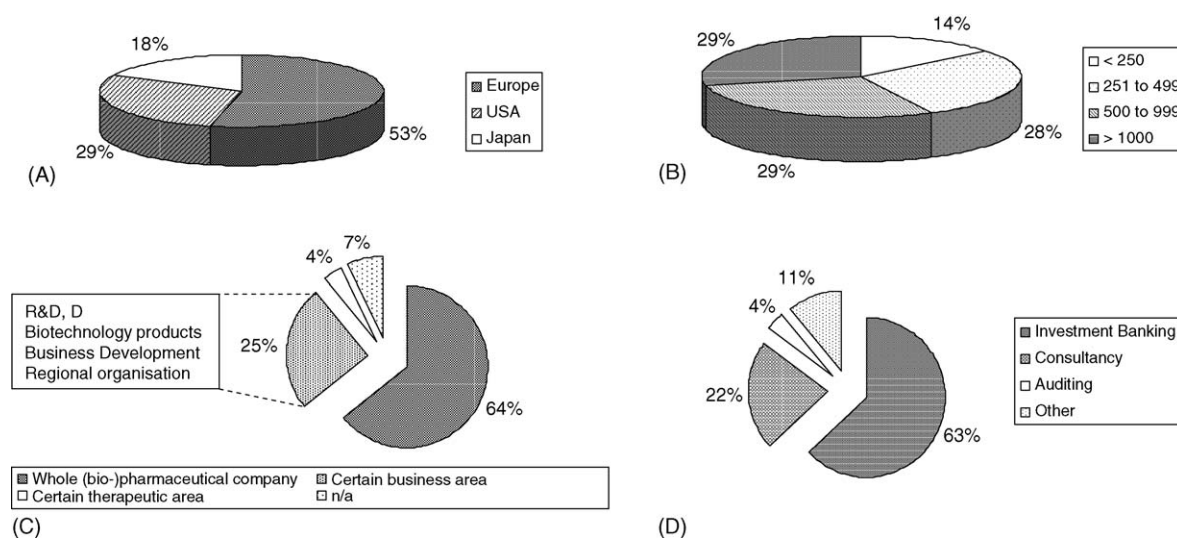 18%
Europe
USA
Japan
53%
29%
(A)
29%
14%
< 250
251 to 499
500 to 999
> 1000
28%
29%
(B)
4%
7%
R&D, D
Biotechnology products
Business Development
Regional organisation
25%
64%
Whole (bio-)pharmaceutical company
Certain business area
Certain therapeutic area
n/a
(C)
11%
4%
22%
63%
Investment Banking
Consultancy
Auditing
Other
(D)